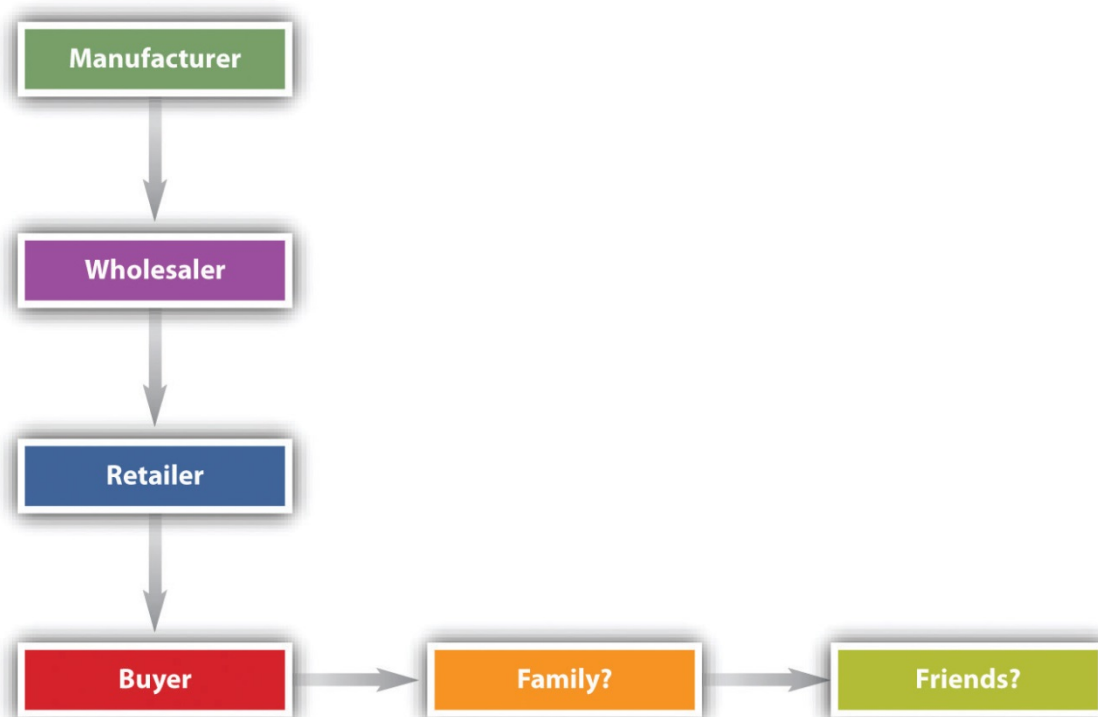 Manufacturer
Wholesaler
Retailer
Buyer
Family?
Friends?